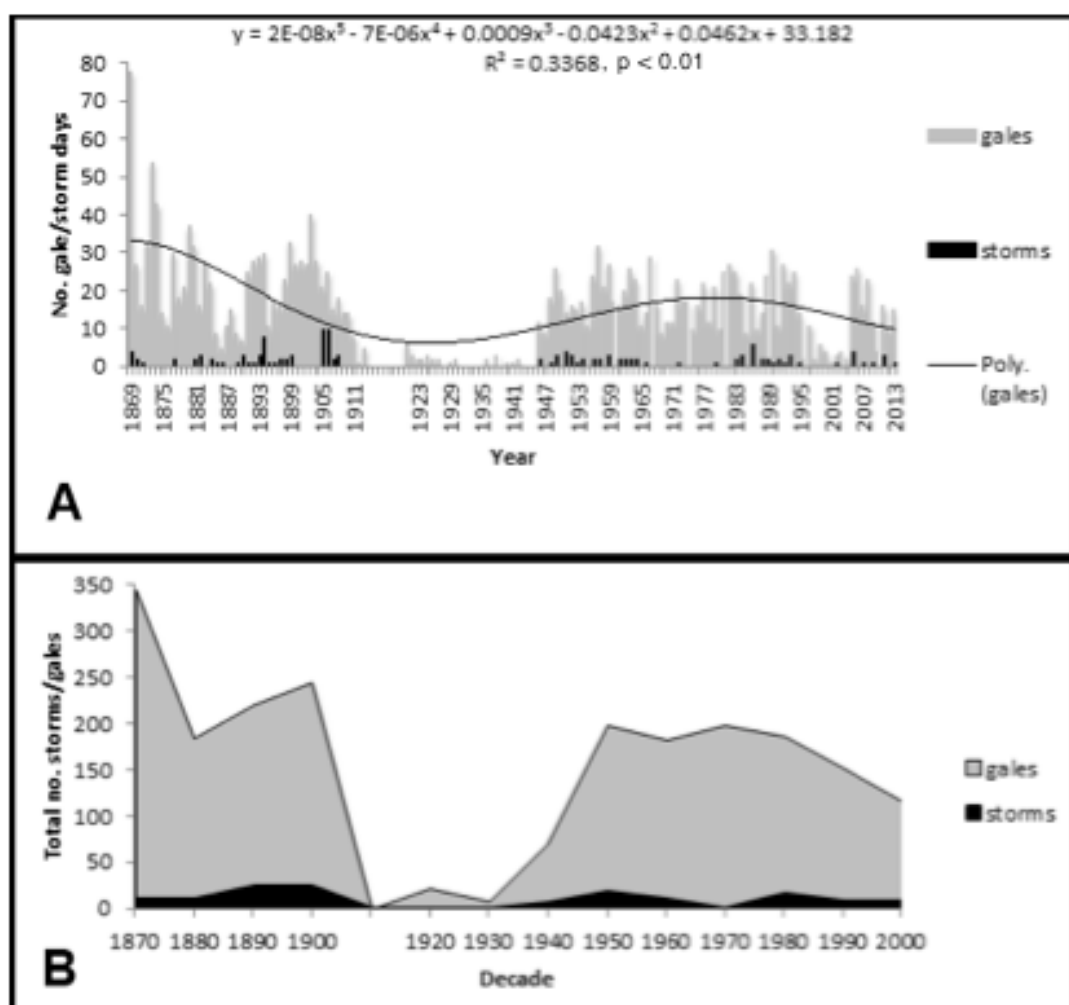 y = 2E-08x⁵ - 7E-06x⁴ + 0.0009x³ - 0.0423x² + 0.0462x + 33.182
R² = 0.3368, p < 0.01
80
70
60
50
40
30
20
10
0
No. gale/storm days
gales
storms
Poly.
(gales)
1869 1875 1881 1887 1893 1899 1905 1911 1923 1929 1935 1941 1947 1953 1959 1965 1971 1977 1983 1989 1995 2001 2007 2013
Year
A
350
300
250
200
150
100
50
0
Total no. storms/gales
gales
storms
1870 1880 1890 1900 1920 1930 1940 1950 1960 1970 1980 1990 2000
Decade
B